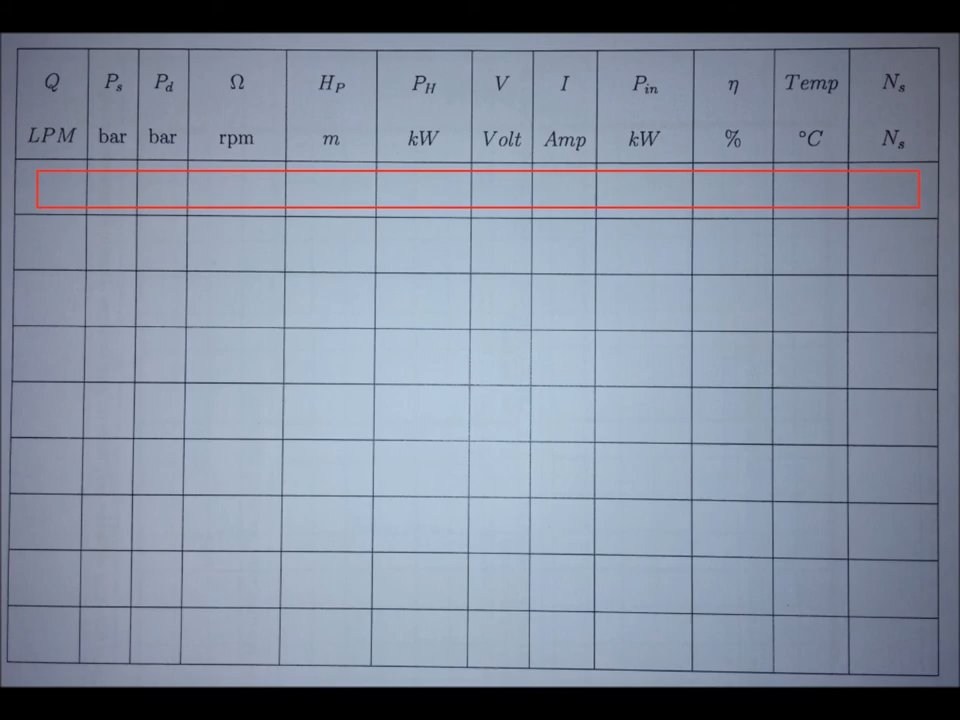 Q P_s P_d Ω H_P P_H V I P_in η Temp N_s
LPM bar bar rpm m kW Volt Amp kW % °C N_s